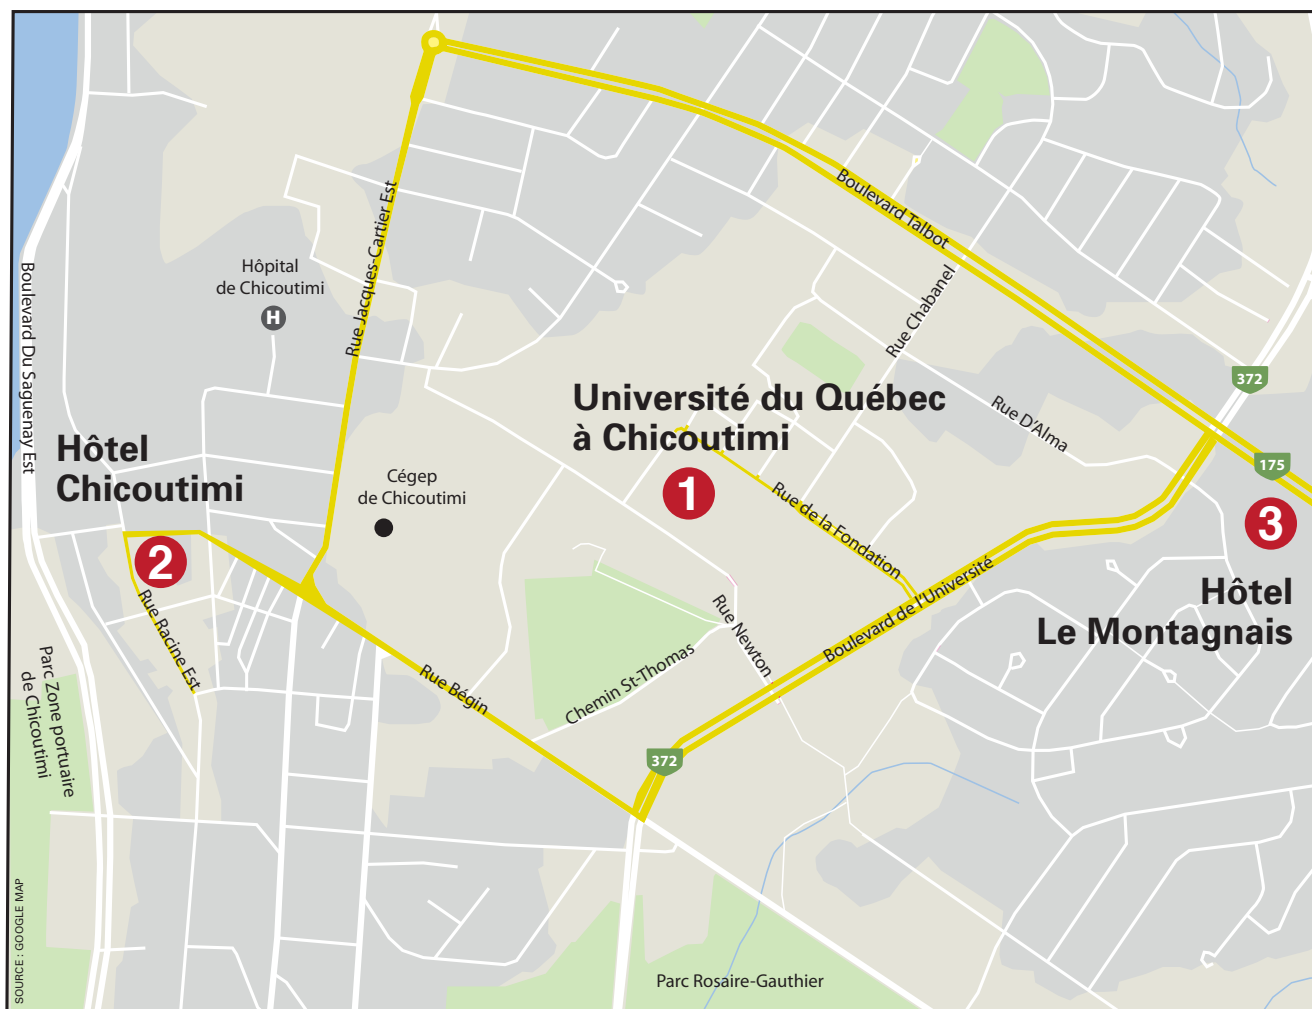 Boulevard Talbot
Rue Jacques-Cartier Est
Hôpital
de Chicoutimi
H
Boulevard Du Saguenay Est
Rue Chabanel
372
Université du Québec
à Chicoutimi
Rue D'Alma
Hôtel
Chicoutimi
Cégep
de Chicoutimi
1
175
Rue de la Fondation
3
2
Boulevard de l'Université
Hôtel
Le Montagnais
Rue Racine Est
Rue Newton
Chemin St-Thomas
Rue Bégin
Parc Zone portuaire
de Chicoutimi
372
Parc Rosaire-Gauthier
SOURCE : GOOGLE MAP